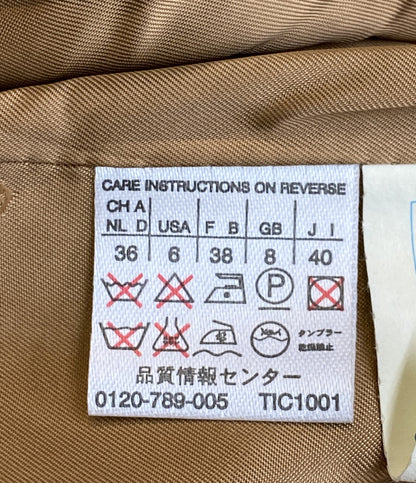 CARE INSTRUCTIONS ON REVERSE
CH A
NL D USA F B GB J I
36 6 38 8 40
P
タンブラー
乾燥禁止
品質情報センター
0120-789-005 TIC1001